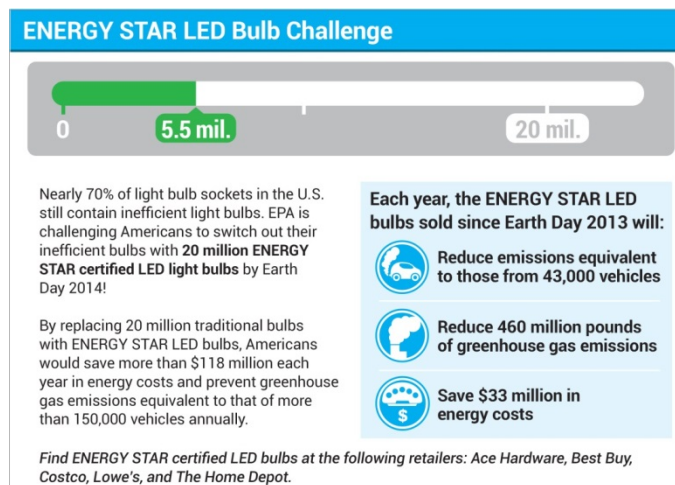 ENERGY STAR LED Bulb Challenge
0
5.5 mil.
20 mil.
Nearly 70% of light bulb sockets in the U.S.
still contain inefficient light bulbs. EPA is
challenging Americans to switch out their
inefficient bulbs with 20 million ENERGY
STAR certified LED light bulbs by Earth
Day 2014!
By replacing 20 million traditional bulbs
with ENERGY STAR LED bulbs, Americans
would save more than $118 million each
year in energy costs and prevent greenhouse
gas emissions equivalent to that of more
than 150,000 vehicles annually.
Each year, the ENERGY STAR LED
bulbs sold since Earth Day 2013 will:
Reduce emissions equivalent
to those from 43,000 vehicles
Reduce 460 million pounds
of greenhouse gas emissions
$
Save $33 million in
energy costs
Find ENERGY STAR certified LED bulbs at the following retailers: Ace Hardware, Best Buy,
Costco, Lowe's, and The Home Depot.